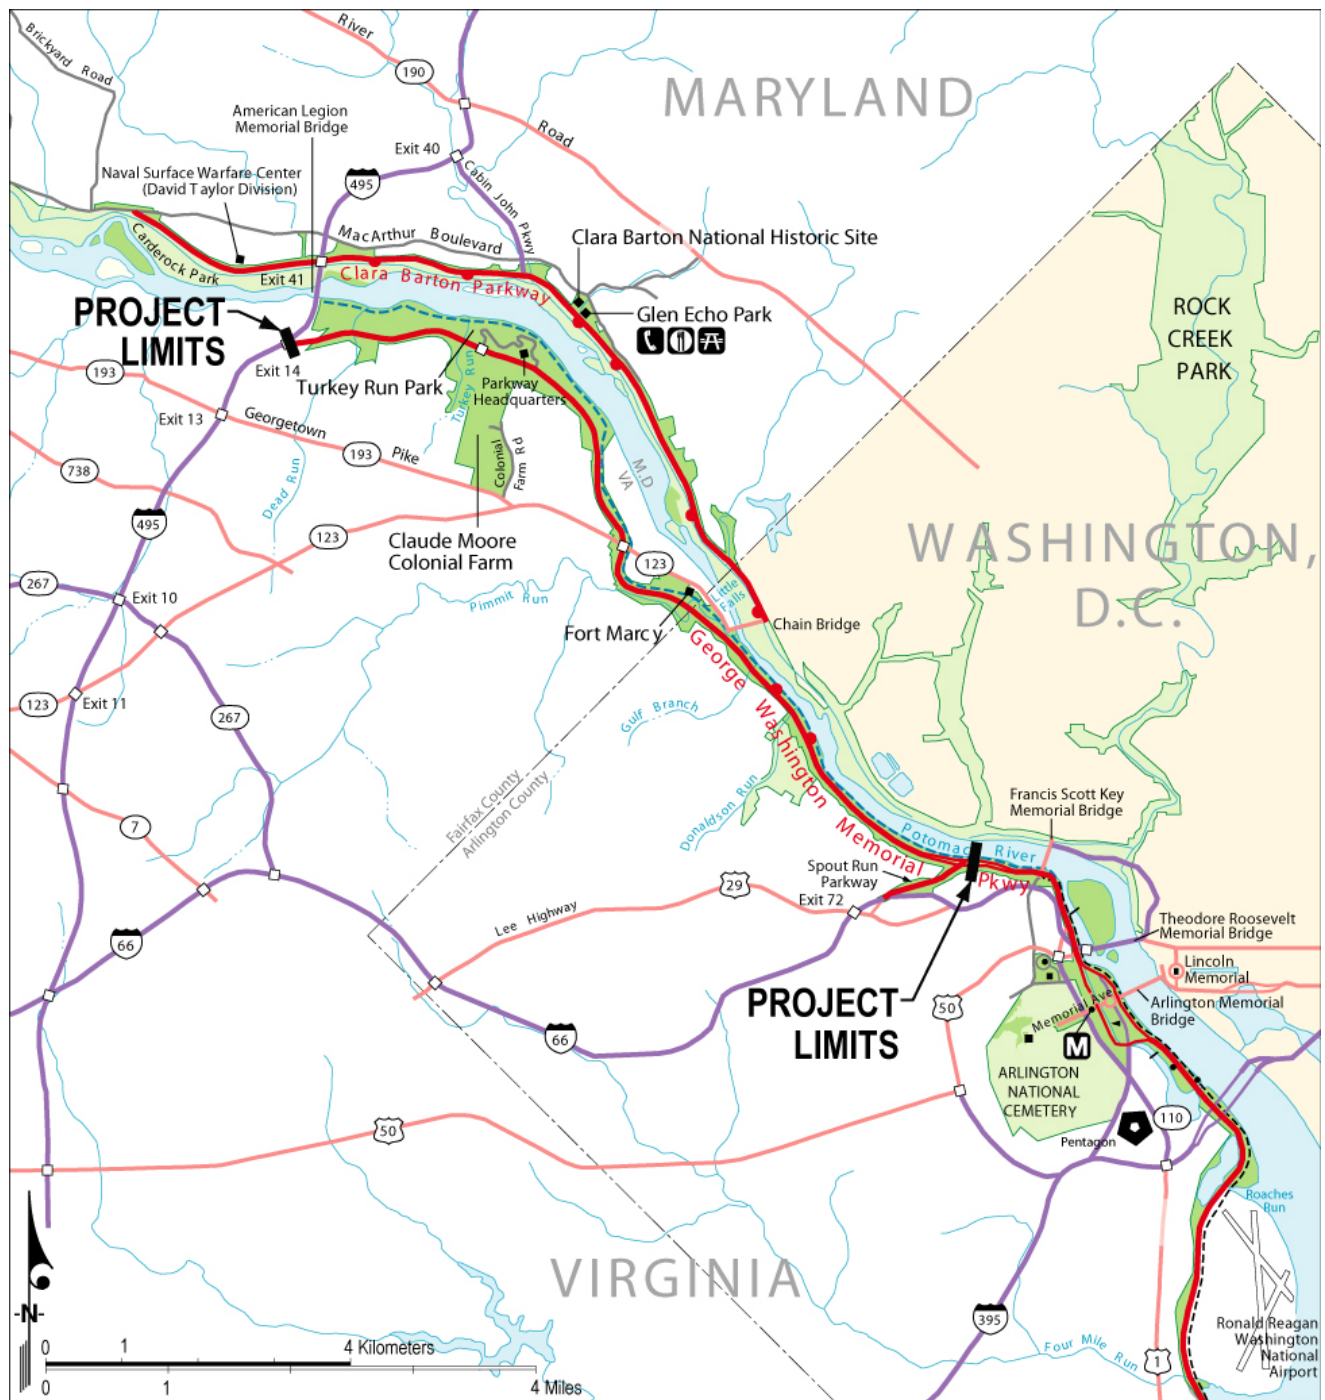 River
Brickyard Road
190
MARYLAND
American Legion
Memorial Bridge
Road
Exit 40
Naval Surface Warfare Center
(David Taylor Division)
495
Cabin John Pkwy
MacArthur Boulevard
Clara Barton National Historic Site
Carderock Park
Exit 41
Clara Barton Parkway
PROJECT
LIMITS
Glen Echo Park
ROCK
CREEK
PARK
193
Exit 14
Turkey Run Park
Turkey Run
Parkway
Headquarters
Exit 13
Georgetown
Pike
193
Colonial
Farm Rd
M.D
VA
738
Dead Run
495
123
Claude Moore
Colonial Farm
123
WASHINGTON,
D.C.
267
Exit 10
Pimmit Run
Little
Falls
Fort Marcy
Chain Bridge
George
Washington
Memorial
Pkwy
123
Exit 11
267
Gulf Branch
Fairfax County
Arlington County
Donaldson Run
7
Francis Scott Key
Memorial Bridge
Potomac River
Spout Run
Parkway
29
Exit 72
Lee Highway
66
Theodore Roosevelt
Memorial Bridge
Lincoln
Memorial
PROJECT
LIMITS
50
Memorial Ave
Arlington Memorial
Bridge
66
M
ARLINGTON
NATIONAL
CEMETERY
50
110
Pentagon
Roaches
Run
VIRGINIA
-N-
395
Four Mile Run
1
Ronald Reagan
Washington
National
Airport
0 1 4 Kilometers
0 1 4 Miles